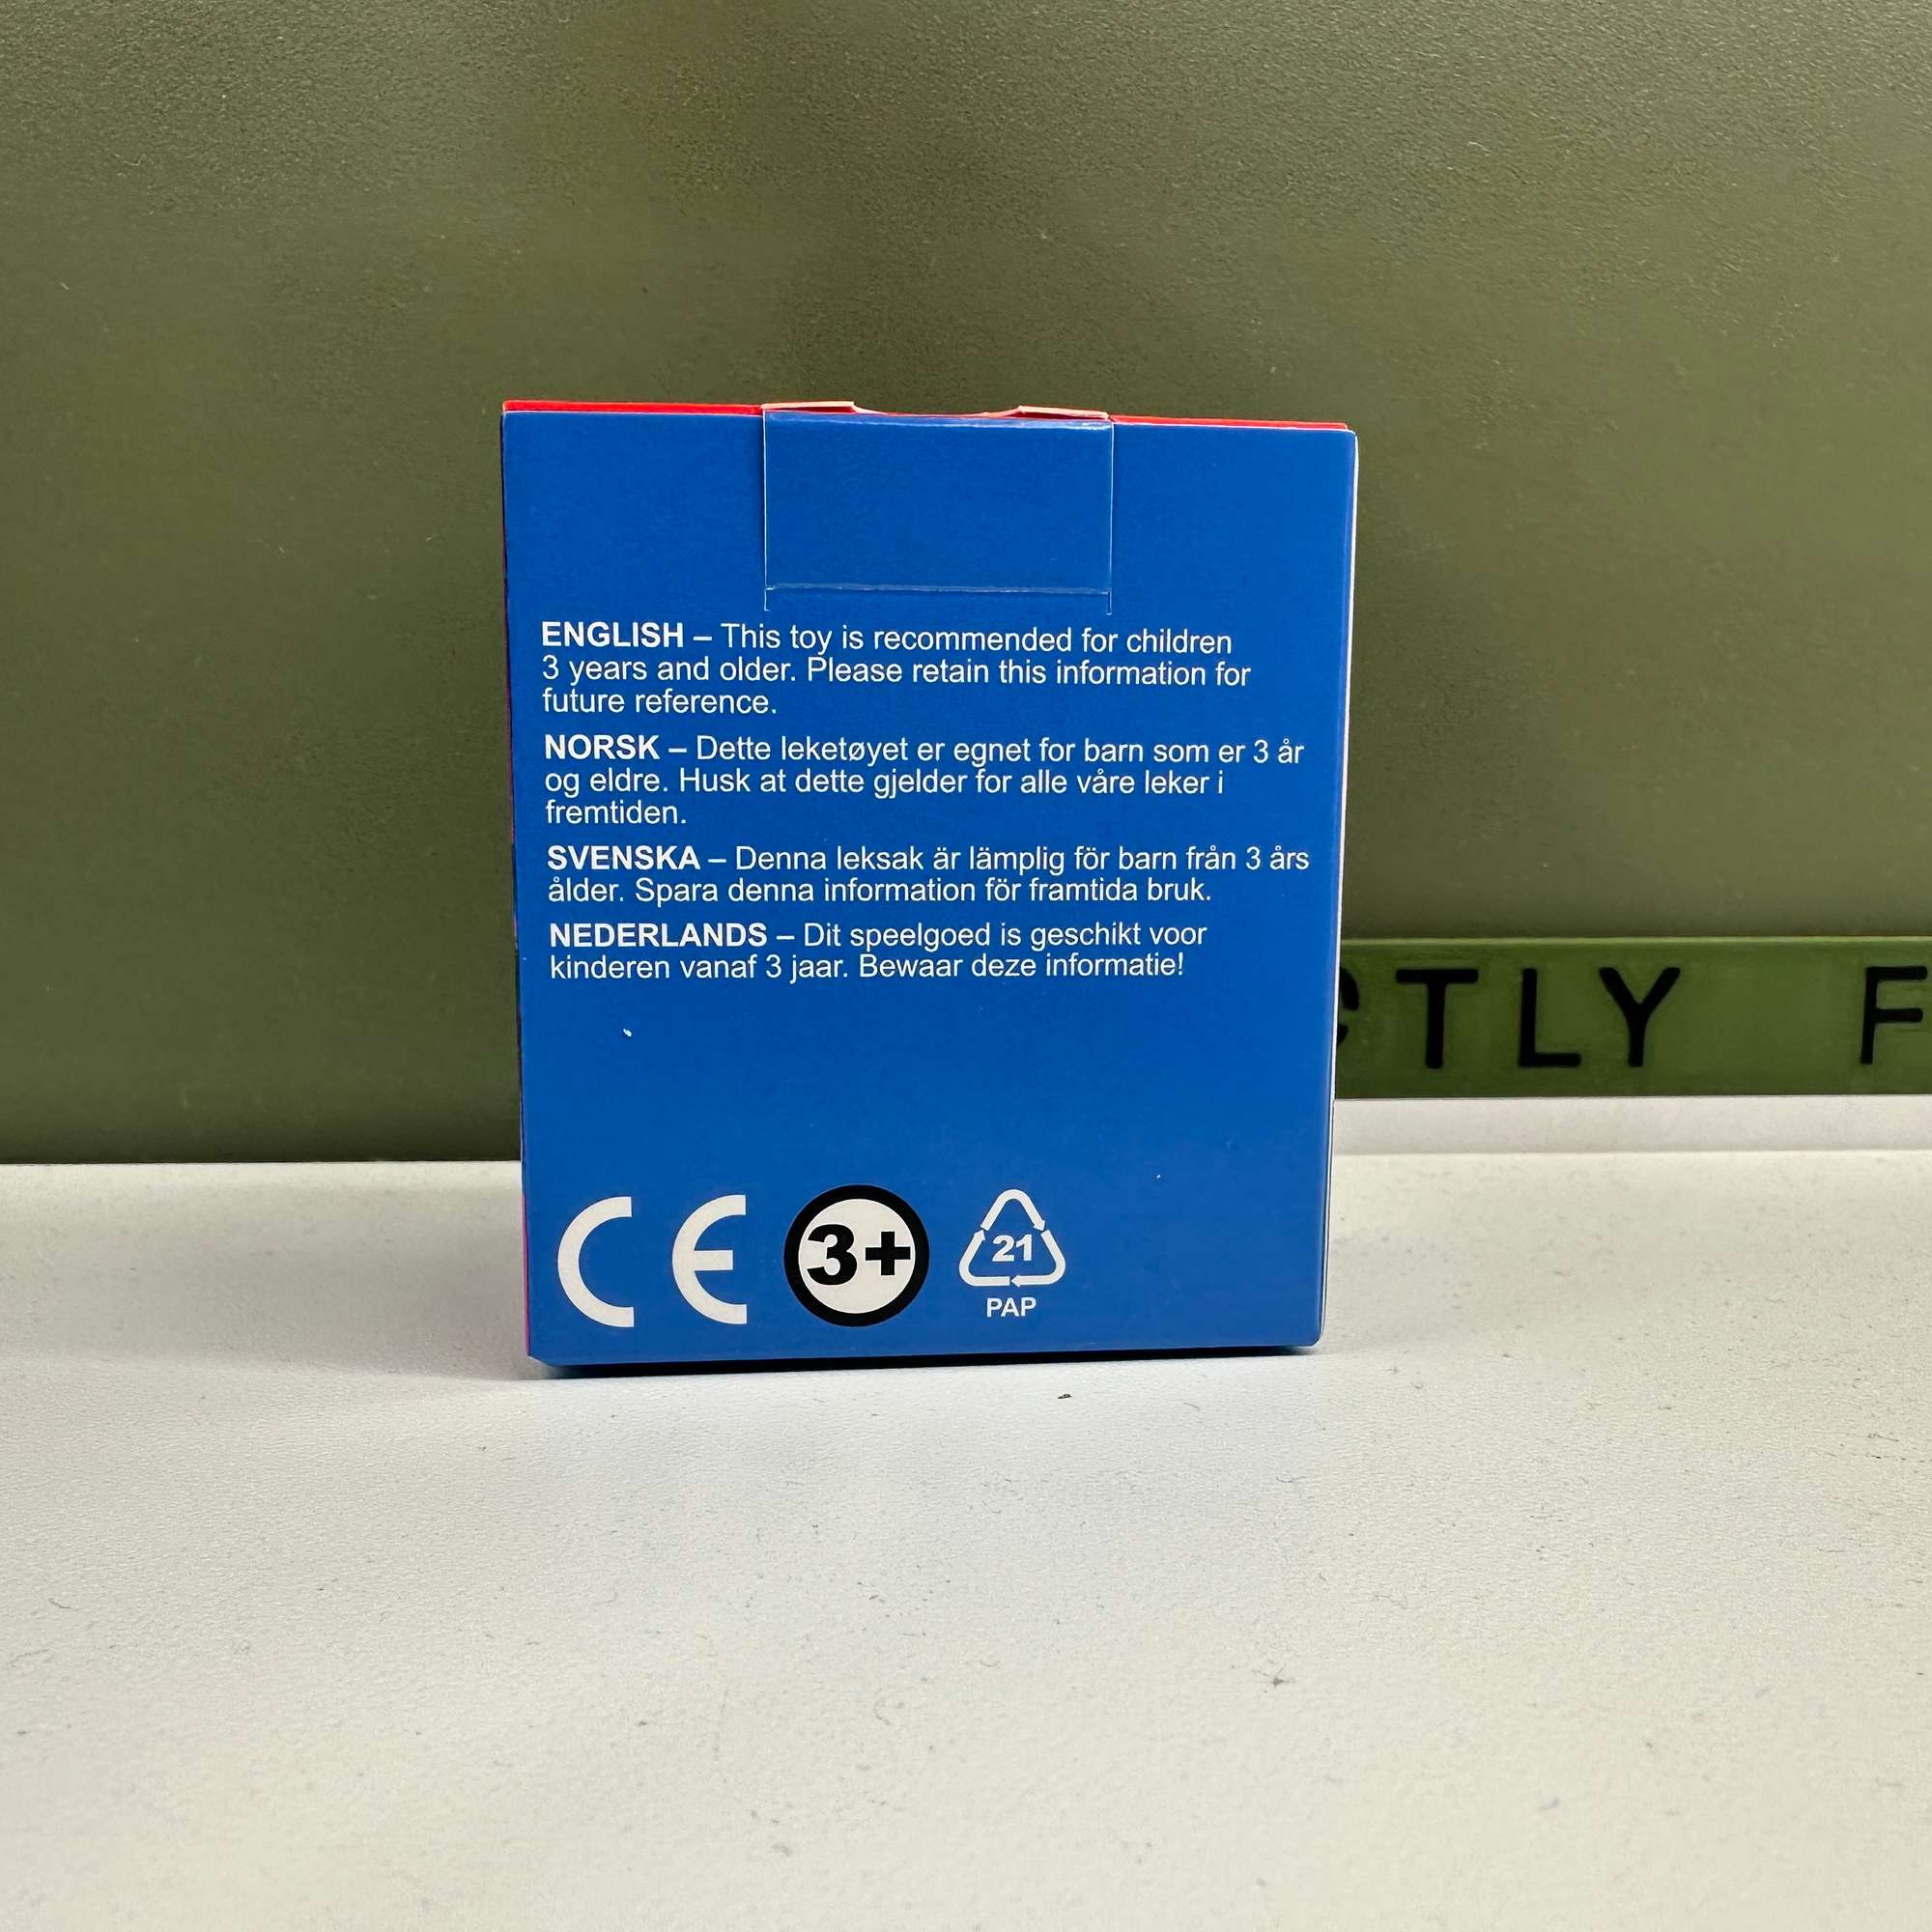 ENGLISH – This toy is recommended for children
3 years and older. Please retain this information for
future reference.
NORSK – Dette leketøyet er egnet for barn som er 3 år
og eldre. Husk at dette gjelder for alle våre leker i
fremtiden.
SVENSKA – Denna leksak är lämplig för barn från 3 års
ålder. Spara denna information för framtida bruk.
NEDERLANDS – Dit speelgoed is geschikt voor
kinderen vanaf 3 jaar. Bewaar deze informatie!
CE 3+ 21
PAP
CTLY F